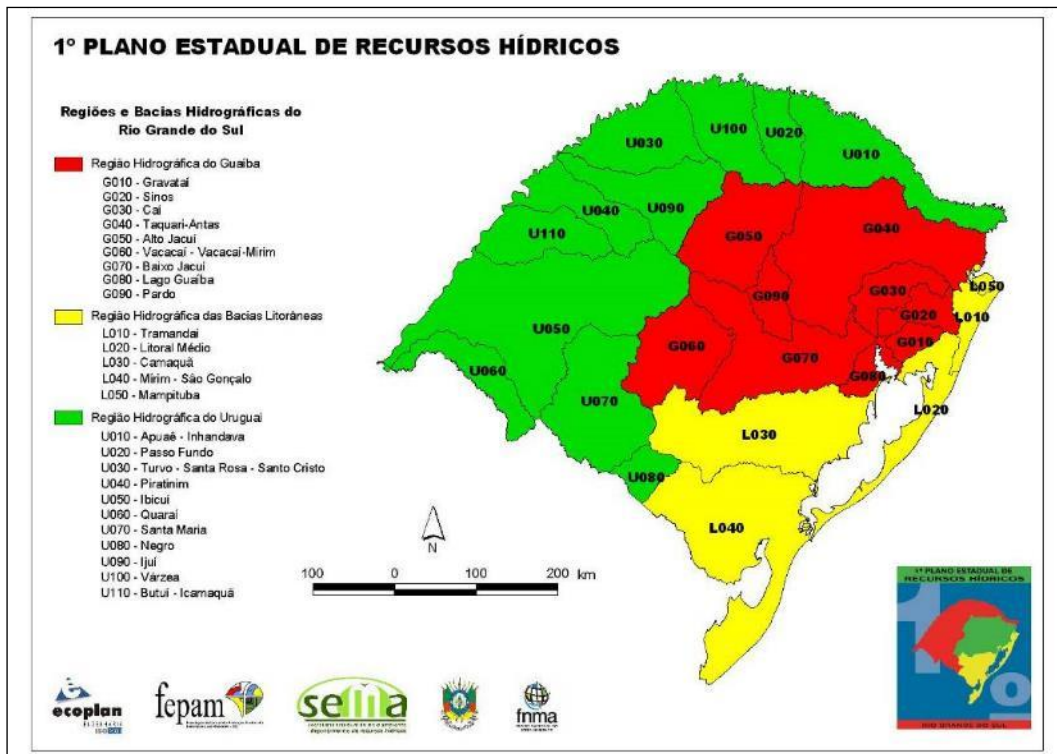 1º PLANO ESTADUAL DE RECURSOS HÍDRICOS
Regiões e Bacias Hidrográficas do
Rio Grande do Sul
Região Hidrográfica do Guaíba
G010 - Gravataí
G020 - Sinos
G030 - Caí
G040 - Taquari-Antas
G050 - Alto Jacuí
G060 - Vacacaí - Vacacaí-Mirim
G070 - Baixo Jacuí
G080 - Lago Guaíba
G090 - Pardo
Região Hidrográfica das Bacias Litorâneas
L010 - Tramandaí
L020 - Litoral Médio
L030 - Camaquã
L040 - Mirim - São Gonçalo
L050 - Mampituba
Região Hidrográfica do Uruguai
U010 - Apuaê - Inhandava
U020 - Passo Fundo
U030 - Turvo - Santa Rosa - Santo Cristo
U040 - Piratinim
U050 - Ibicuí
U060 - Quaraí
U070 - Santa Maria
U080 - Negro
U090 - Ijuí
U100 - Várzea
U110 - Butuí - Icamaquã
U030
U100
U020
U010
U040
U090
U110
G050
G040
U050
G090
G030
G020
L050
L010
G010
U060
G060
G070
G080
U070
L020
L030
U080
L040
N
100 0 100 200 km
1º PLANO ESTADUAL DE
RECURSOS HÍDRICOS
1º
RIO GRANDE DO SUL
ecoplan
ENGENHARIA
fepam
sema
departamento de recursos hídricos
fnma